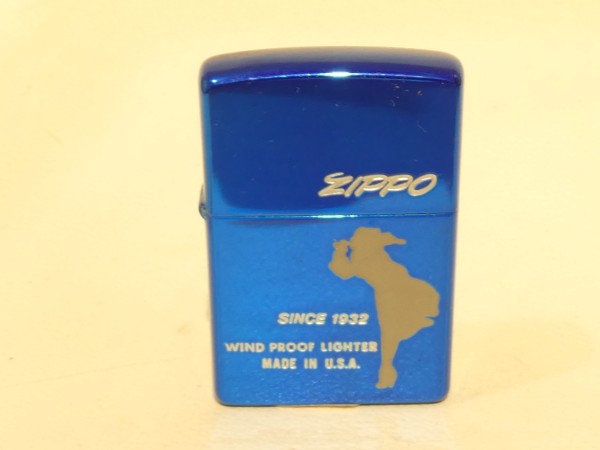 ZIPPO
SINCE 1932
WIND PROOF LIGHTER
MADE IN U.S.A.